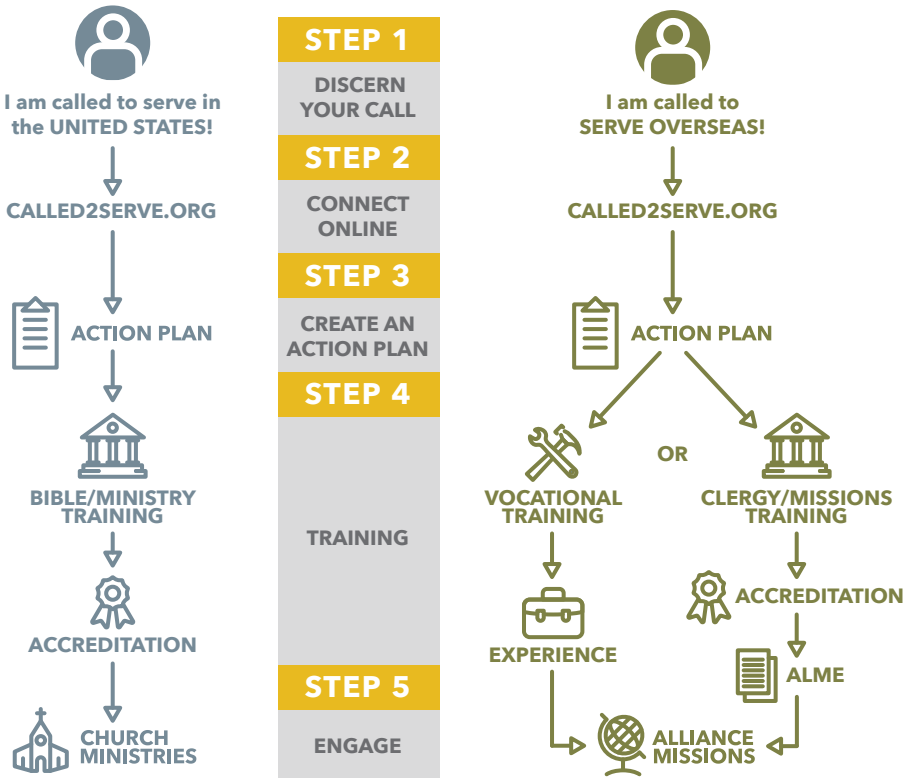 I am called to serve in
the UNITED STATES!
CALLED2SERVE.ORG
ACTION PLAN
BIBLE/MINISTRY
TRAINING
ACCREDITATION
CHURCH
MINISTRIES
STEP 1
DISCERN
YOUR CALL
STEP 2
CONNECT
ONLINE
STEP 3
CREATE AN
ACTION PLAN
STEP 4
TRAINING
STEP 5
ENGAGE
I am called to
SERVE OVERSEAS!
CALLED2SERVE.ORG
ACTION PLAN
VOCATIONAL
TRAINING
OR
CLERGY/MISSIONS
TRAINING
EXPERIENCE
ACCREDITATION
ALME
ALLIANCE
MISSIONS